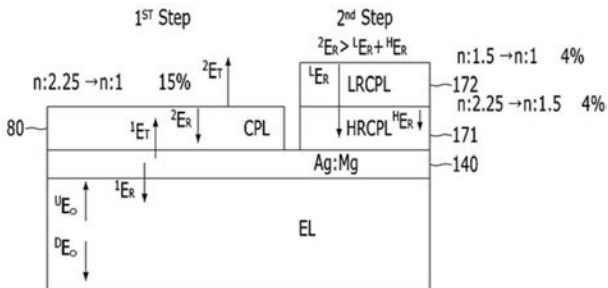 1ST Step
2nd Step
²ER > ᴸER + ᴴER
n:2.25 → n:1 15%
²ET
ᴸER
LRCPL
n:1.5 → n:1 4%
172
n:2.25 → n:1.5 4%
80
¹ET
²ER
CPL
HRCPL
ᴴER
171
Ag:Mg
140
¹ER
ᵁEO
ᴰEO
EL